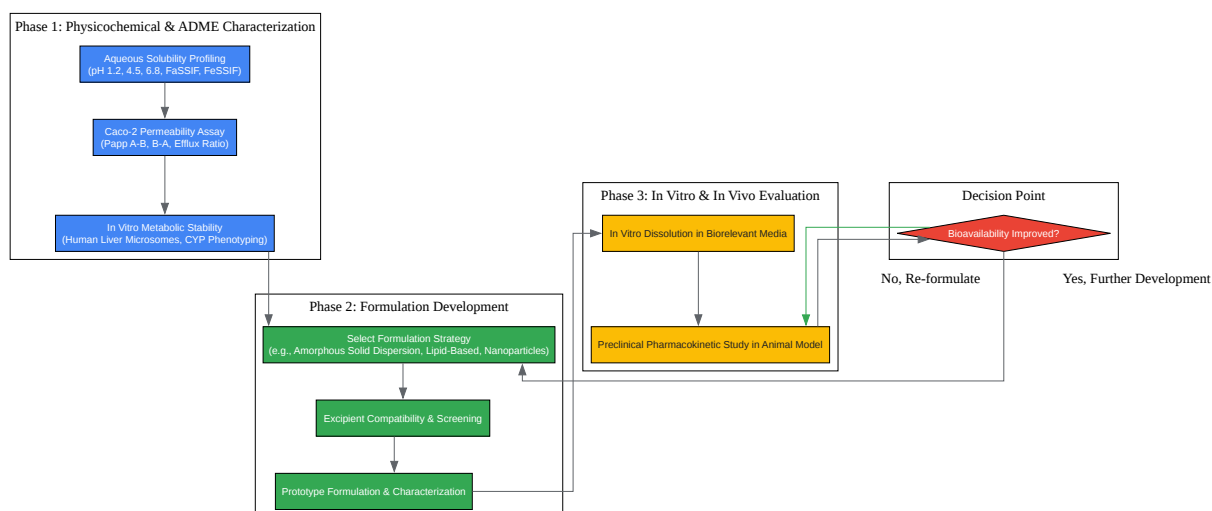 Phase 1: Physicochemical & ADME Characterization
Aqueous Solubility Profiling
(pH 1.2, 4.5, 6.8, FaSSIF, FeSSIF)
Caco-2 Permeability Assay
(Papp A-B, B-A, Efflux Ratio)
In Vitro Metabolic Stability
(Human Liver Microsomes, CYP Phenotyping)
Phase 2: Formulation Development
Select Formulation Strategy
(e.g., Amorphous Solid Dispersion, Lipid-Based, Nanoparticles)
Excipient Compatibility & Screening
Prototype Formulation & Characterization
Phase 3: In Vitro & In Vivo Evaluation
In Vitro Dissolution in Biorelevant Media
Preclinical Pharmacokinetic Study in Animal Model
Decision Point
Bioavailability Improved?
No, Re-formulate
Yes, Further Development